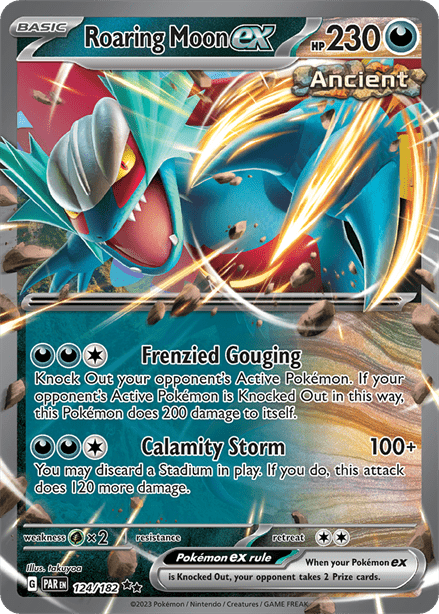 BASIC Roaring Moon ex HP 230
Ancient
Frenzied Gouging
Knock Out your opponent's Active Pokémon. If your
opponent's Active Pokémon is Knocked Out in this way,
this Pokémon does 200 damage to itself.
Calamity Storm 100+
You may discard a Stadium in play. If you do, this attack
does 120 more damage.
weakness ×2 resistance retreat
Illus. takuyoa
G PAR EN 124/182
Pokémon ex rule When your Pokémon ex
is Knocked Out, your opponent takes 2 Prize cards.
©2023 Pokémon / Nintendo / Creatures / GAME FREAK